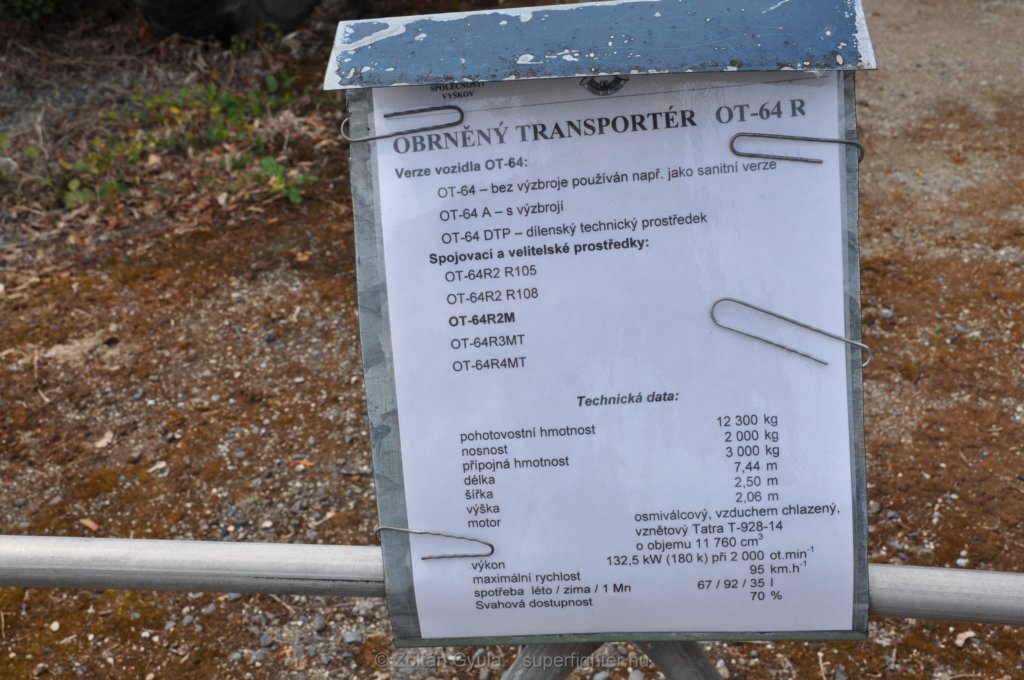 SPOLEČNOSTI
VYŠKOV
OBRNĚNÝ TRANSPORTÉR OT-64 R
Verze vozidla OT-64:
OT-64 – bez výzbroje používán např. jako sanitní verze
OT-64 A – s výzbrojí
OT-64 DTP – dílenský technický prostředek
Spojovací a velitelské prostředky:
OT-64R2 R105
OT-64R2 R108
OT-64R2M
OT-64R3MT
OT-64R4MT
Technická data:
pohotovostní hmotnost 12 300 kg
nosnost 2 000 kg
přípojná hmotnost 3 000 kg
délka 7,44 m
šířka 2,50 m
výška 2,06 m
motor osmiválcový, vzduchem chlazený,
vznětový Tatra T-928-14
o objemu 11 760 cm³
výkon 132,5 kW (180 k) při 2 000 ot.min⁻¹
maximální rychlost 95 km.h⁻¹
spotřeba léto / zima / 1 Mn 67 / 92 / 35 l
Svahová dostupnost 70 %
© Zoltán Gyula - superfighter.hu